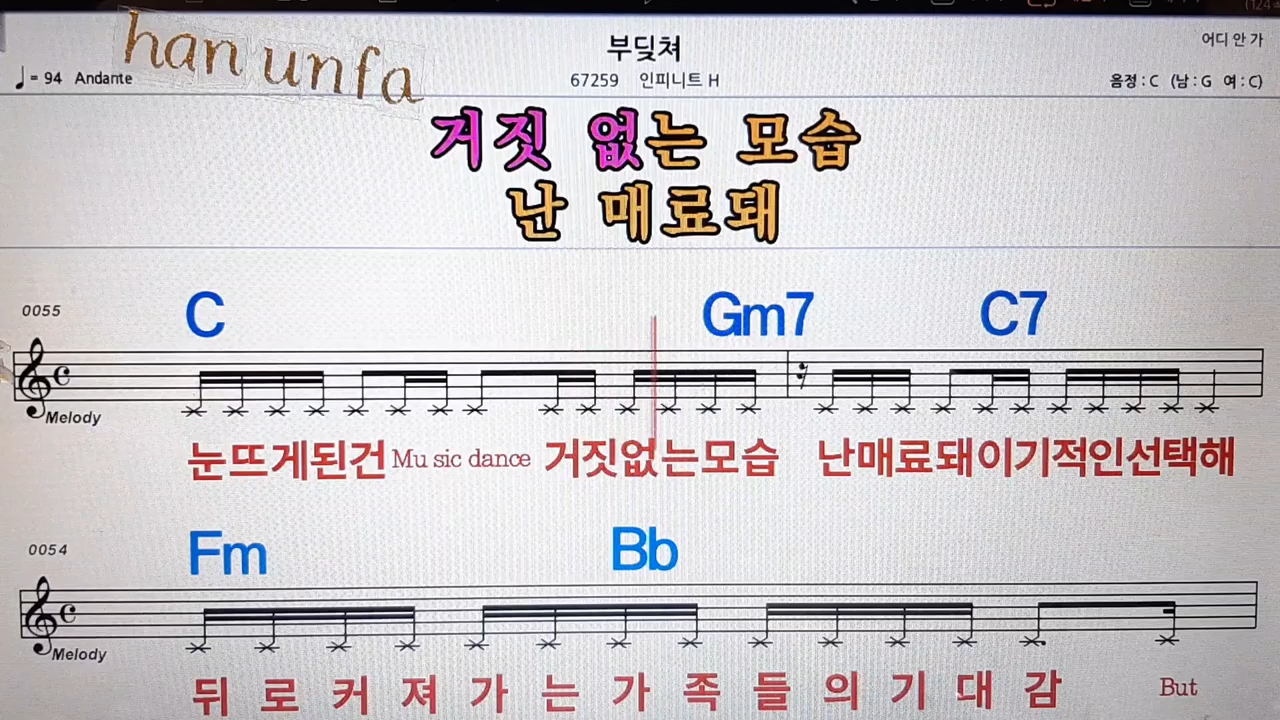 han unfa
부딪쳐
어디 안 가
♩= 94 Andante
67259 인피니트 H
음정 : C (남 : G 여 : C)
거짓 없는 모습
난 매료돼
0055
C Gm7 C7
Melody
눈뜨게된건 Mu sic dance 거짓없는모습 난매료돼이기적인선택해
0054
Fm Bb
Melody
뒤 로 커 져 가 는 가 족 들 의 기 대 감 But